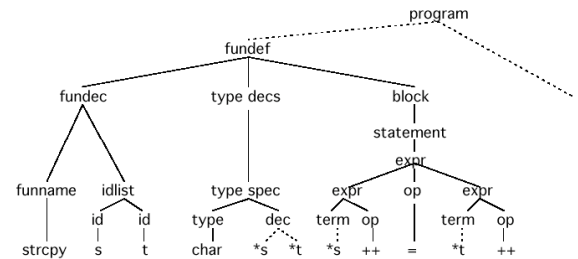 program
fundef
fundec type decs block
statement
expr
funname idlist type spec expr op expr
id id type dec term op term op
strcpy s t char *s *t *s ++ = *t ++